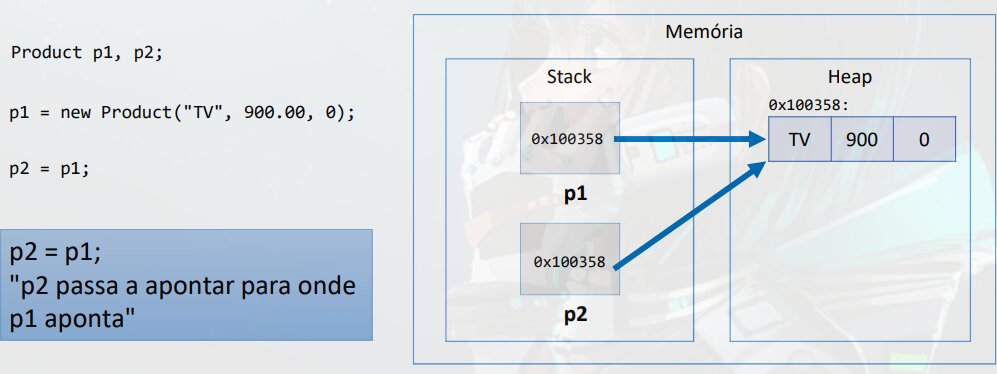 Product p1, p2;
p1 = new Product("TV", 900.00, 0);
p2 = p1;
p2 = p1;
"p2 passa a apontar para onde
p1 aponta"
Memória
Stack
0x100358
p1
0x100358
p2
Heap
0x100358:
TV 900 0